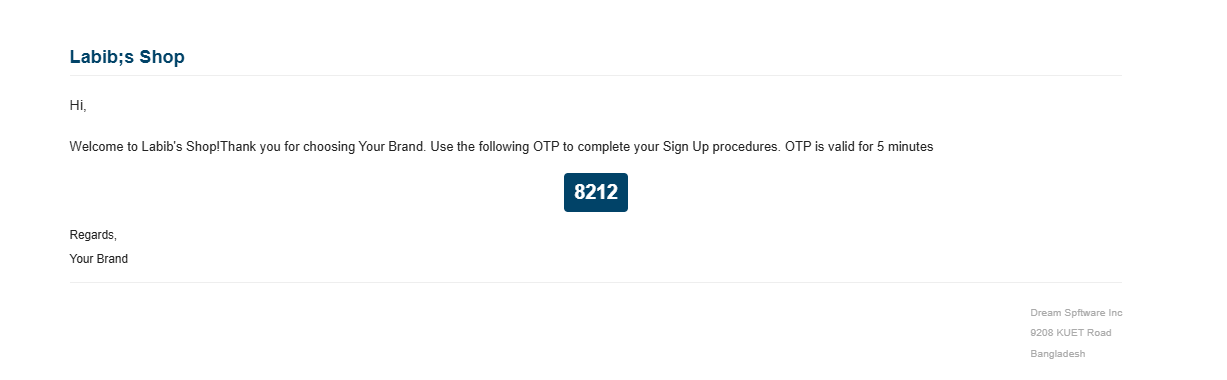 Labib;s Shop
Hi,
Welcome to Labib's Shop!Thank you for choosing Your Brand. Use the following OTP to complete your Sign Up procedures. OTP is valid for 5 minutes
8212
Regards,
Your Brand
Dream Spftware Inc
9208 KUET Road
Bangladesh